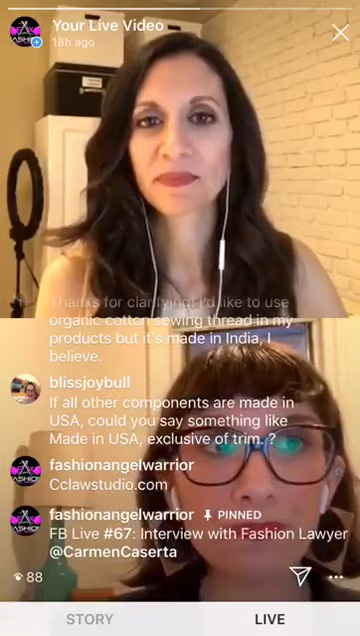 Your Live Video
18h ago
Thanks for clarifying! I'd like to use
organic cotton sewing thread in my
products but it's made in India, I
believe.
blissjoybull
If all other components are made in
USA, could you say something like
Made in USA, exclusive of trim. ?
fashionangelwarrior
Cclawstudio.com
fashionangelwarrior PINNED
FB Live #67: Interview with Fashion Lawyer
@CarmenCaserta
88
STORY
LIVE